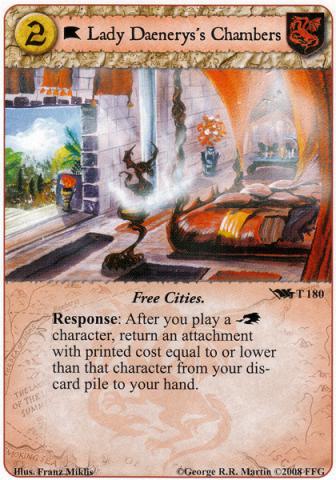 2
Lady Daenerys's Chambers
T 180
Free Cities.
Response: After you play a
character, return an attachment
with printed cost equal to or lower
than that character from your dis-
card pile to your hand.
Illus. Franz Miklis
©George R.R. Martin ©2008 FFG